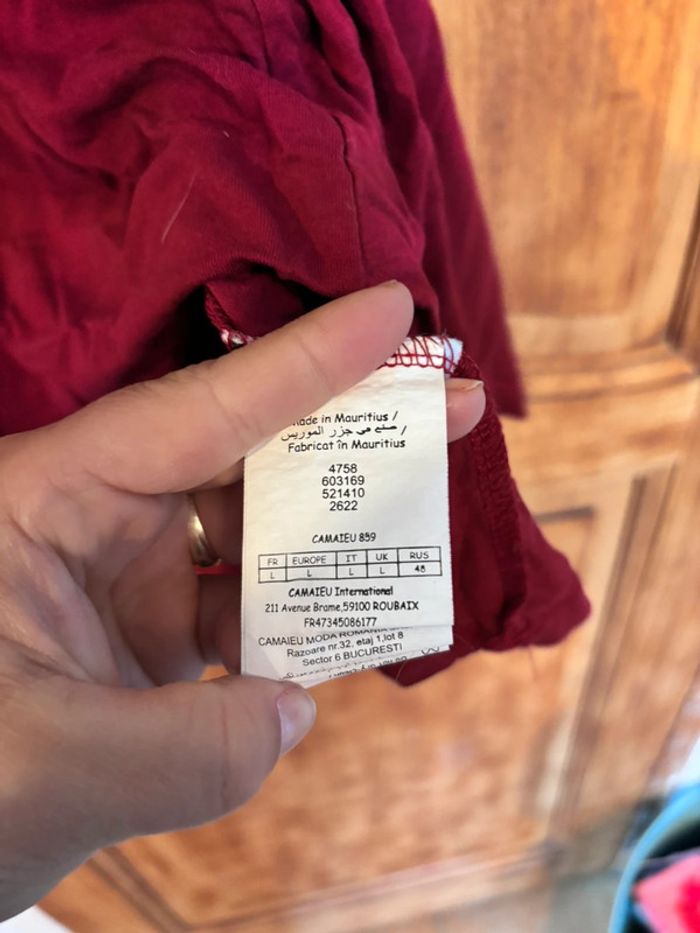 Made in Mauritius /
صنع في جزر الموريس /
Fabricat în Mauritius
4758
603169
521410
2622
CAMAIEU 859
FR EUROPE IT UK RUS
L L L L 48
CAMAIEU International
211 Avenue Brame,59100 ROUBAIX
FR47345086177
CAMAIEU MODA ROMANIA
Razoare nr.32, etaj 1,lot 8
Sector 6 BUCURESTI